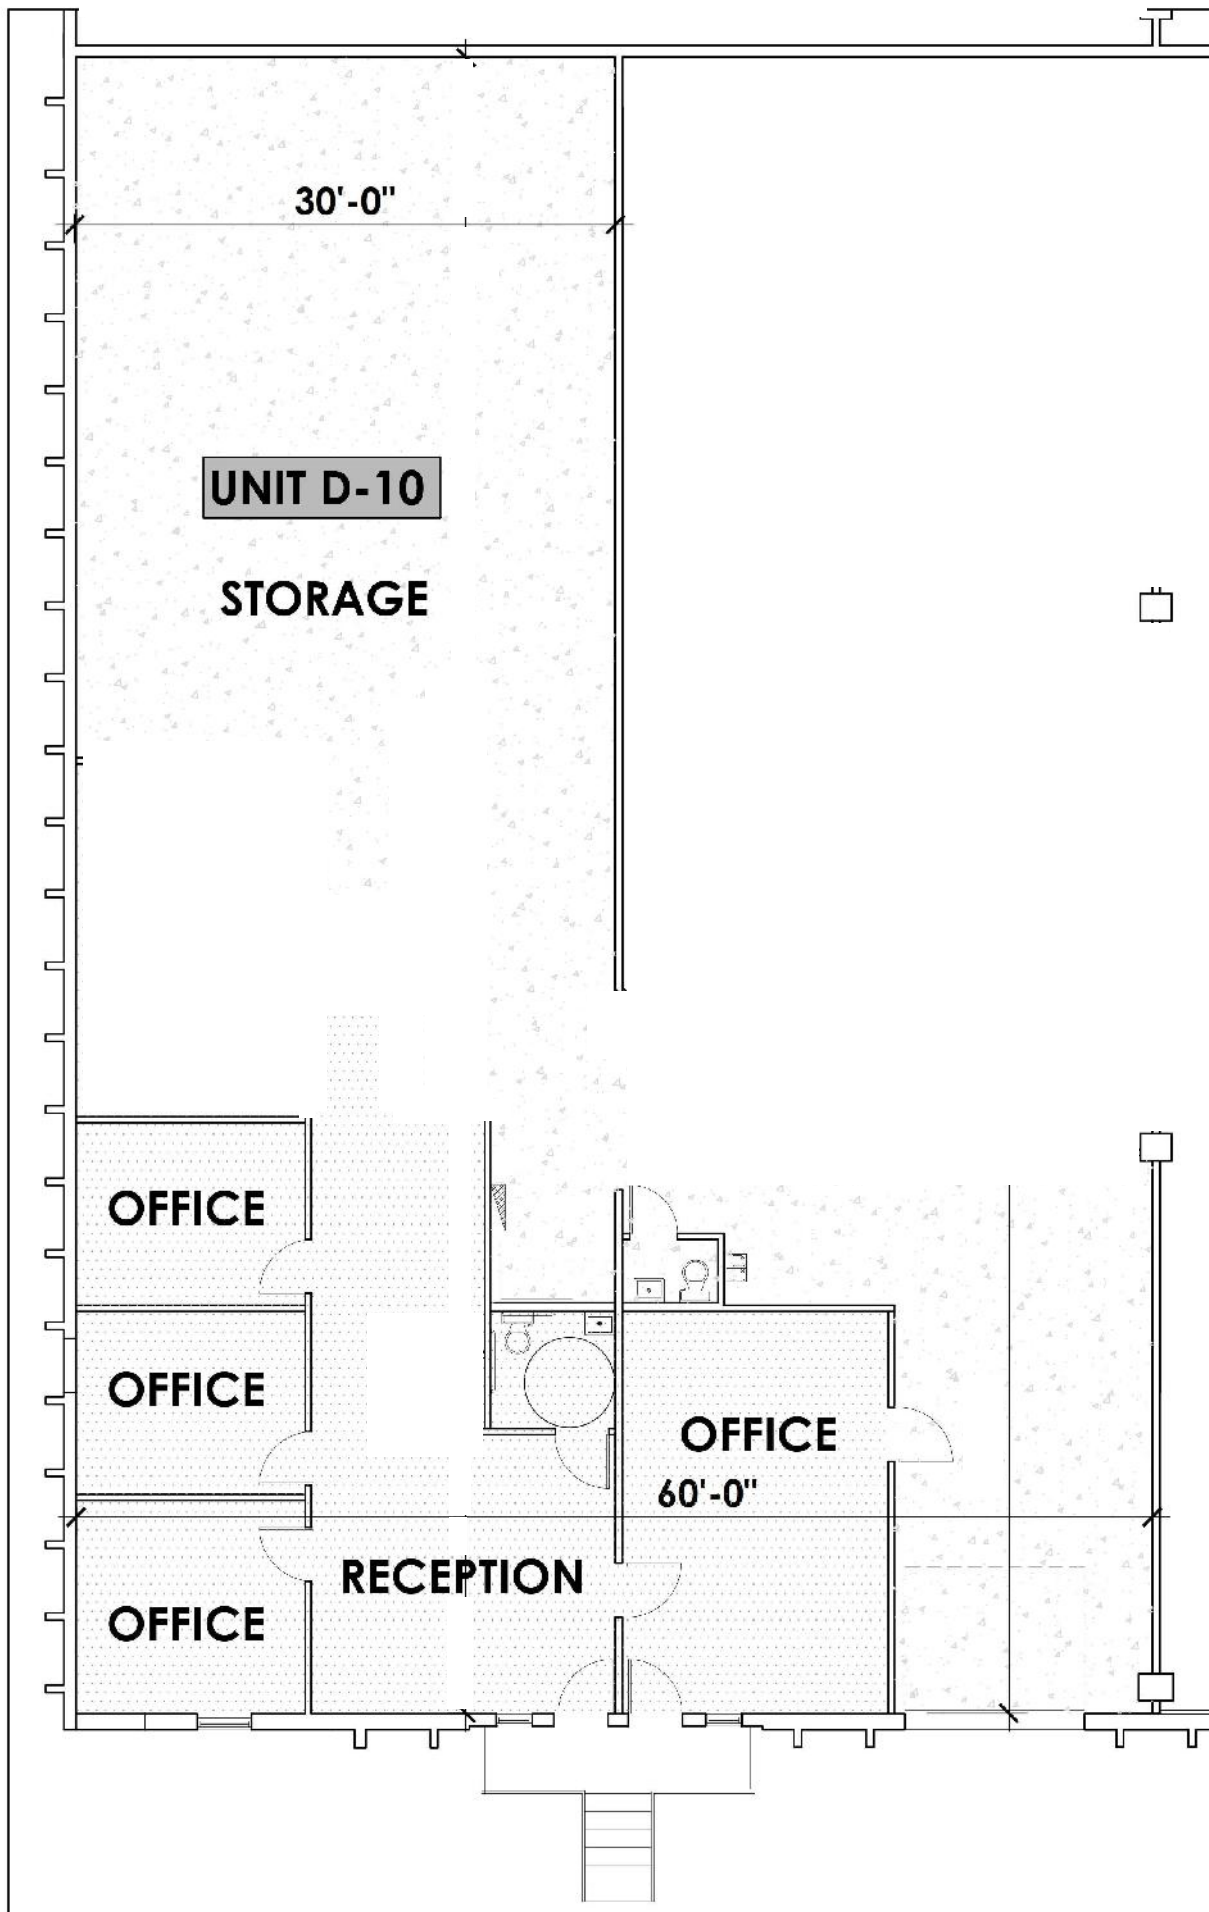 30'-0"
UNIT D-10
STORAGE
OFFICE
OFFICE
OFFICE
60'-0"
RECEPTION
OFFICE